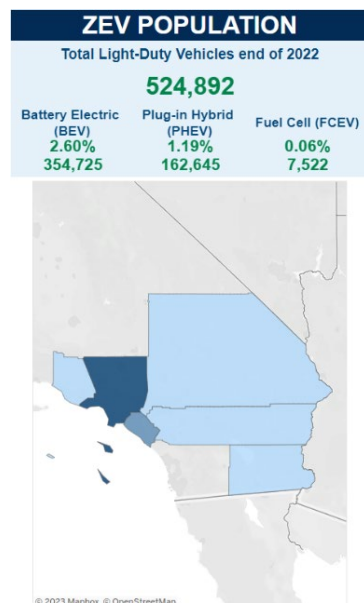 ZEV POPULATION
Total Light-Duty Vehicles end of 2022
524,892
Battery Electric
(BEV)
2.60%
354,725
Plug-in Hybrid
(PHEV)
1.19%
162,645
Fuel Cell (FCEV)
0.06%
7,522
© 2023 Mapbox © OpenStreetMap